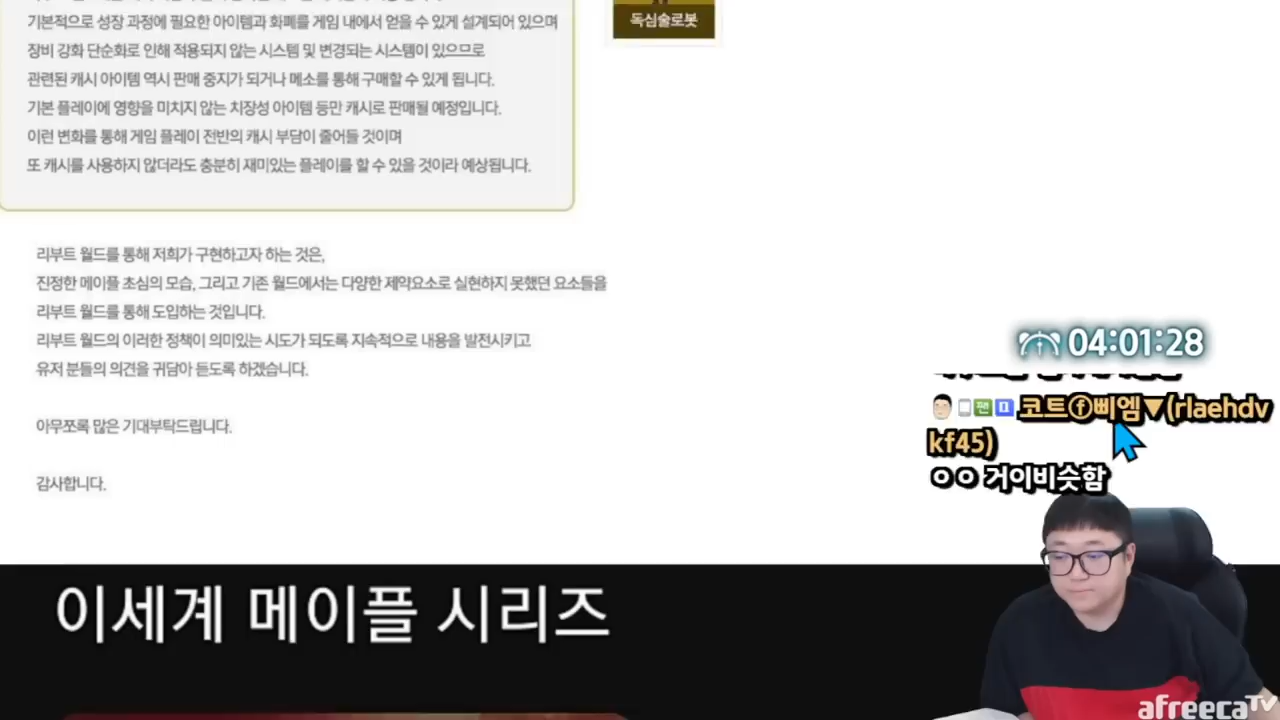 기본적으로 성장 과정에 필요한 아이템과 화폐를 게임 내에서 얻을 수 있게 설계되어 있으며
장비 강화 단순화로 인해 적용되지 않는 시스템 및 변경되는 시스템이 있으므로
관련된 캐시 아이템 역시 판매 중지가 되거나 메소를 통해 구매할 수 있게 됩니다.
기본 플레이에 영향을 미치지 않는 치장성 아이템 등만 캐시로 판매될 예정입니다.
이런 변화를 통해 게임 플레이 전반의 캐시 부담이 줄어들 것이며
또 캐시를 사용하지 않더라도 충분히 재미있는 플레이를 할 수 있을 것이라 예상됩니다.
독심술로봇
리부트 월드를 통해 저희가 구현하고자 하는 것은,
진정한 메이플 초심의 모습, 그리고 기존 월드에서는 다양한 제약요소로 실현하지 못했던 요소들을
리부트 월드를 통해 도입하는 것입니다.
리부트 월드의 이러한 정책이 의미있는 시도가 되도록 지속적으로 내용을 발전시키고
유저 분들의 의견을 귀담아 듣도록 하겠습니다.
아무쪼록 많은 기대부탁드립니다.
감사합니다.
04:01:28
팬 코트ⓕ삐엠▼(rlaehdv
kf45)
ㅇㅇ 거이비슷함
이세계 메이플 시리즈
afreecaTV